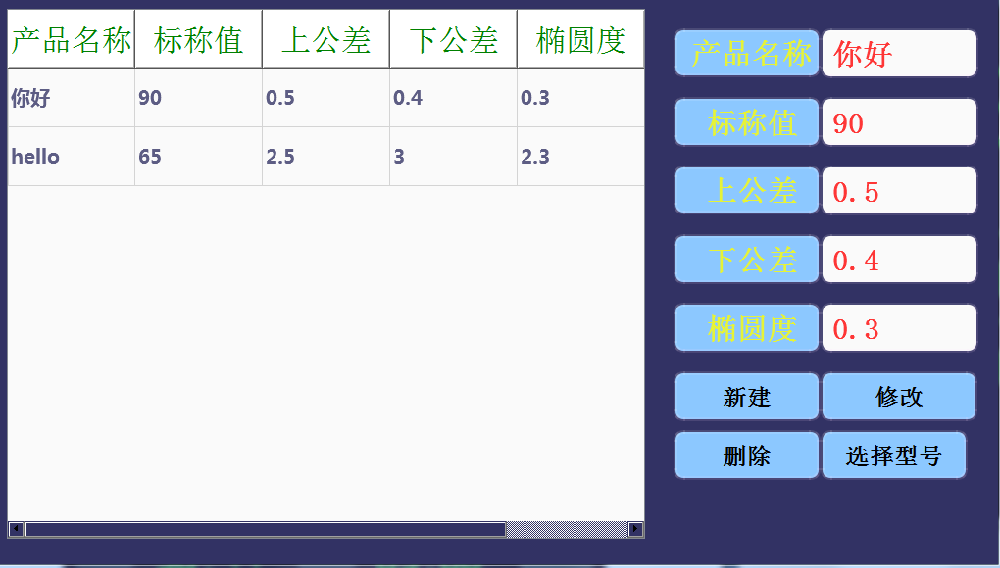 产品名称 标称值 上公差 下公差 椭圆度
你好 90 0.5 0.4 0.3
hello 65 2.5 3 2.3
产品名称 你好
标称值 90
上公差 0.5
下公差 0.4
椭圆度 0.3
新建 修改
删除 选择型号